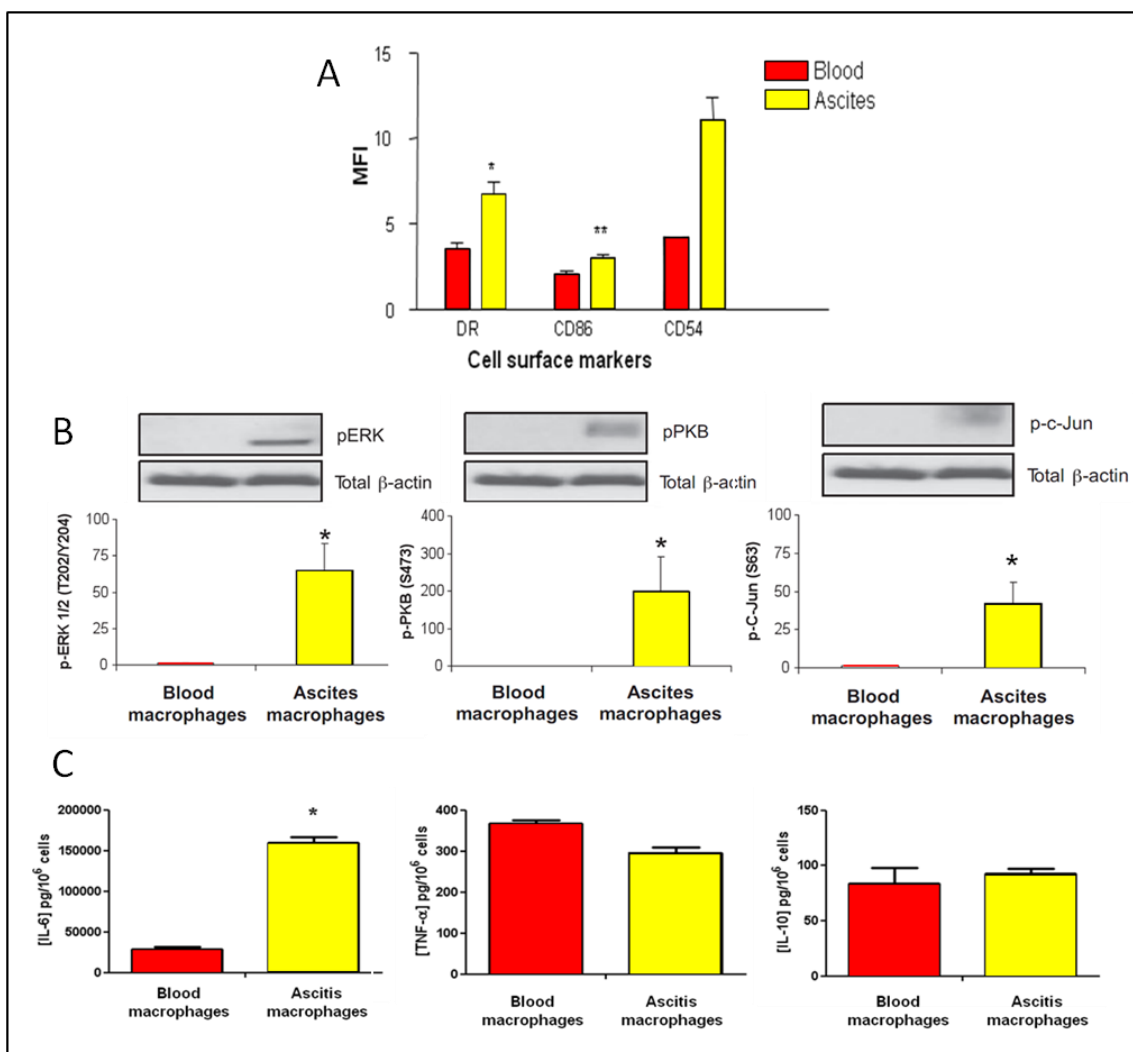 A
Blood
Ascites
MFI
15
10
5
0
*
**
DR
CD86
CD54
Cell surface markers
B
pERK
Total β-actin
p-ERK 1/2 (T202/Y204)
100
75
50
25
0
*
Blood macrophages
Ascites macrophages
pPKB
Total β-actin
p-PKB (S473)
400
300
200
100
0
*
Blood macrophages
Ascites macrophages
p-c-Jun
Total β-actin
p-C-Jun (S63)
100
75
50
25
0
*
Blood macrophages
Ascites macrophages
C
[IL-6] pg/10⁶ cells
200000
150000
100000
50000
0
*
Blood
macrophages
Ascitis
macrophages
[TNF-α] pg/10⁶ cells
400
300
200
100
0
Blood
macrophages
Ascitis
macrophages
[IL-10] pg/10⁶ cells
150
100
50
0
Blood
macrophages
Ascitis
macrophages